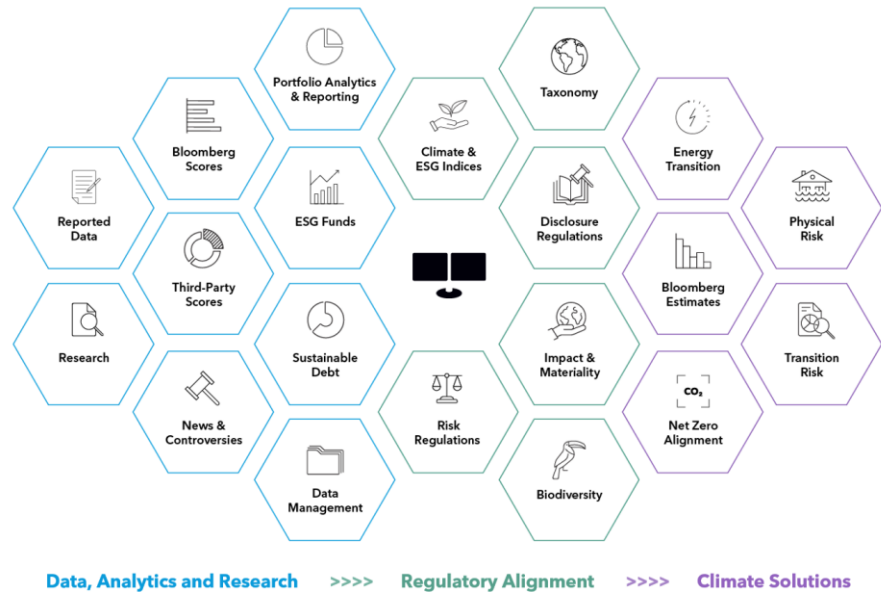 Portfolio Analytics
& Reporting
Taxonomy
Bloomberg
Scores
Climate &
ESG Indices
Energy
Transition
Reported
Data
ESG Funds
Disclosure
Regulations
Physical
Risk
Third-Party
Scores
Bloomberg
Estimates
Research
Sustainable
Debt
Impact &
Materiality
Transition
Risk
News &
Controversies
Risk
Regulations
CO₂
Net Zero
Alignment
Data
Management
Biodiversity
Data, Analytics and Research >>>> Regulatory Alignment >>>> Climate Solutions